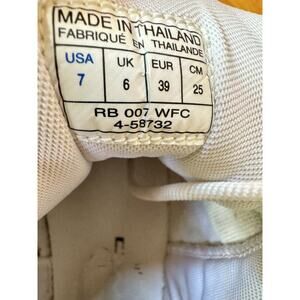 MADE IN THAILAND
FABRIQUÉ EN THAILANDE
USA UK EUR CM
7 6 39 25
RB 007 WFC
4-58732